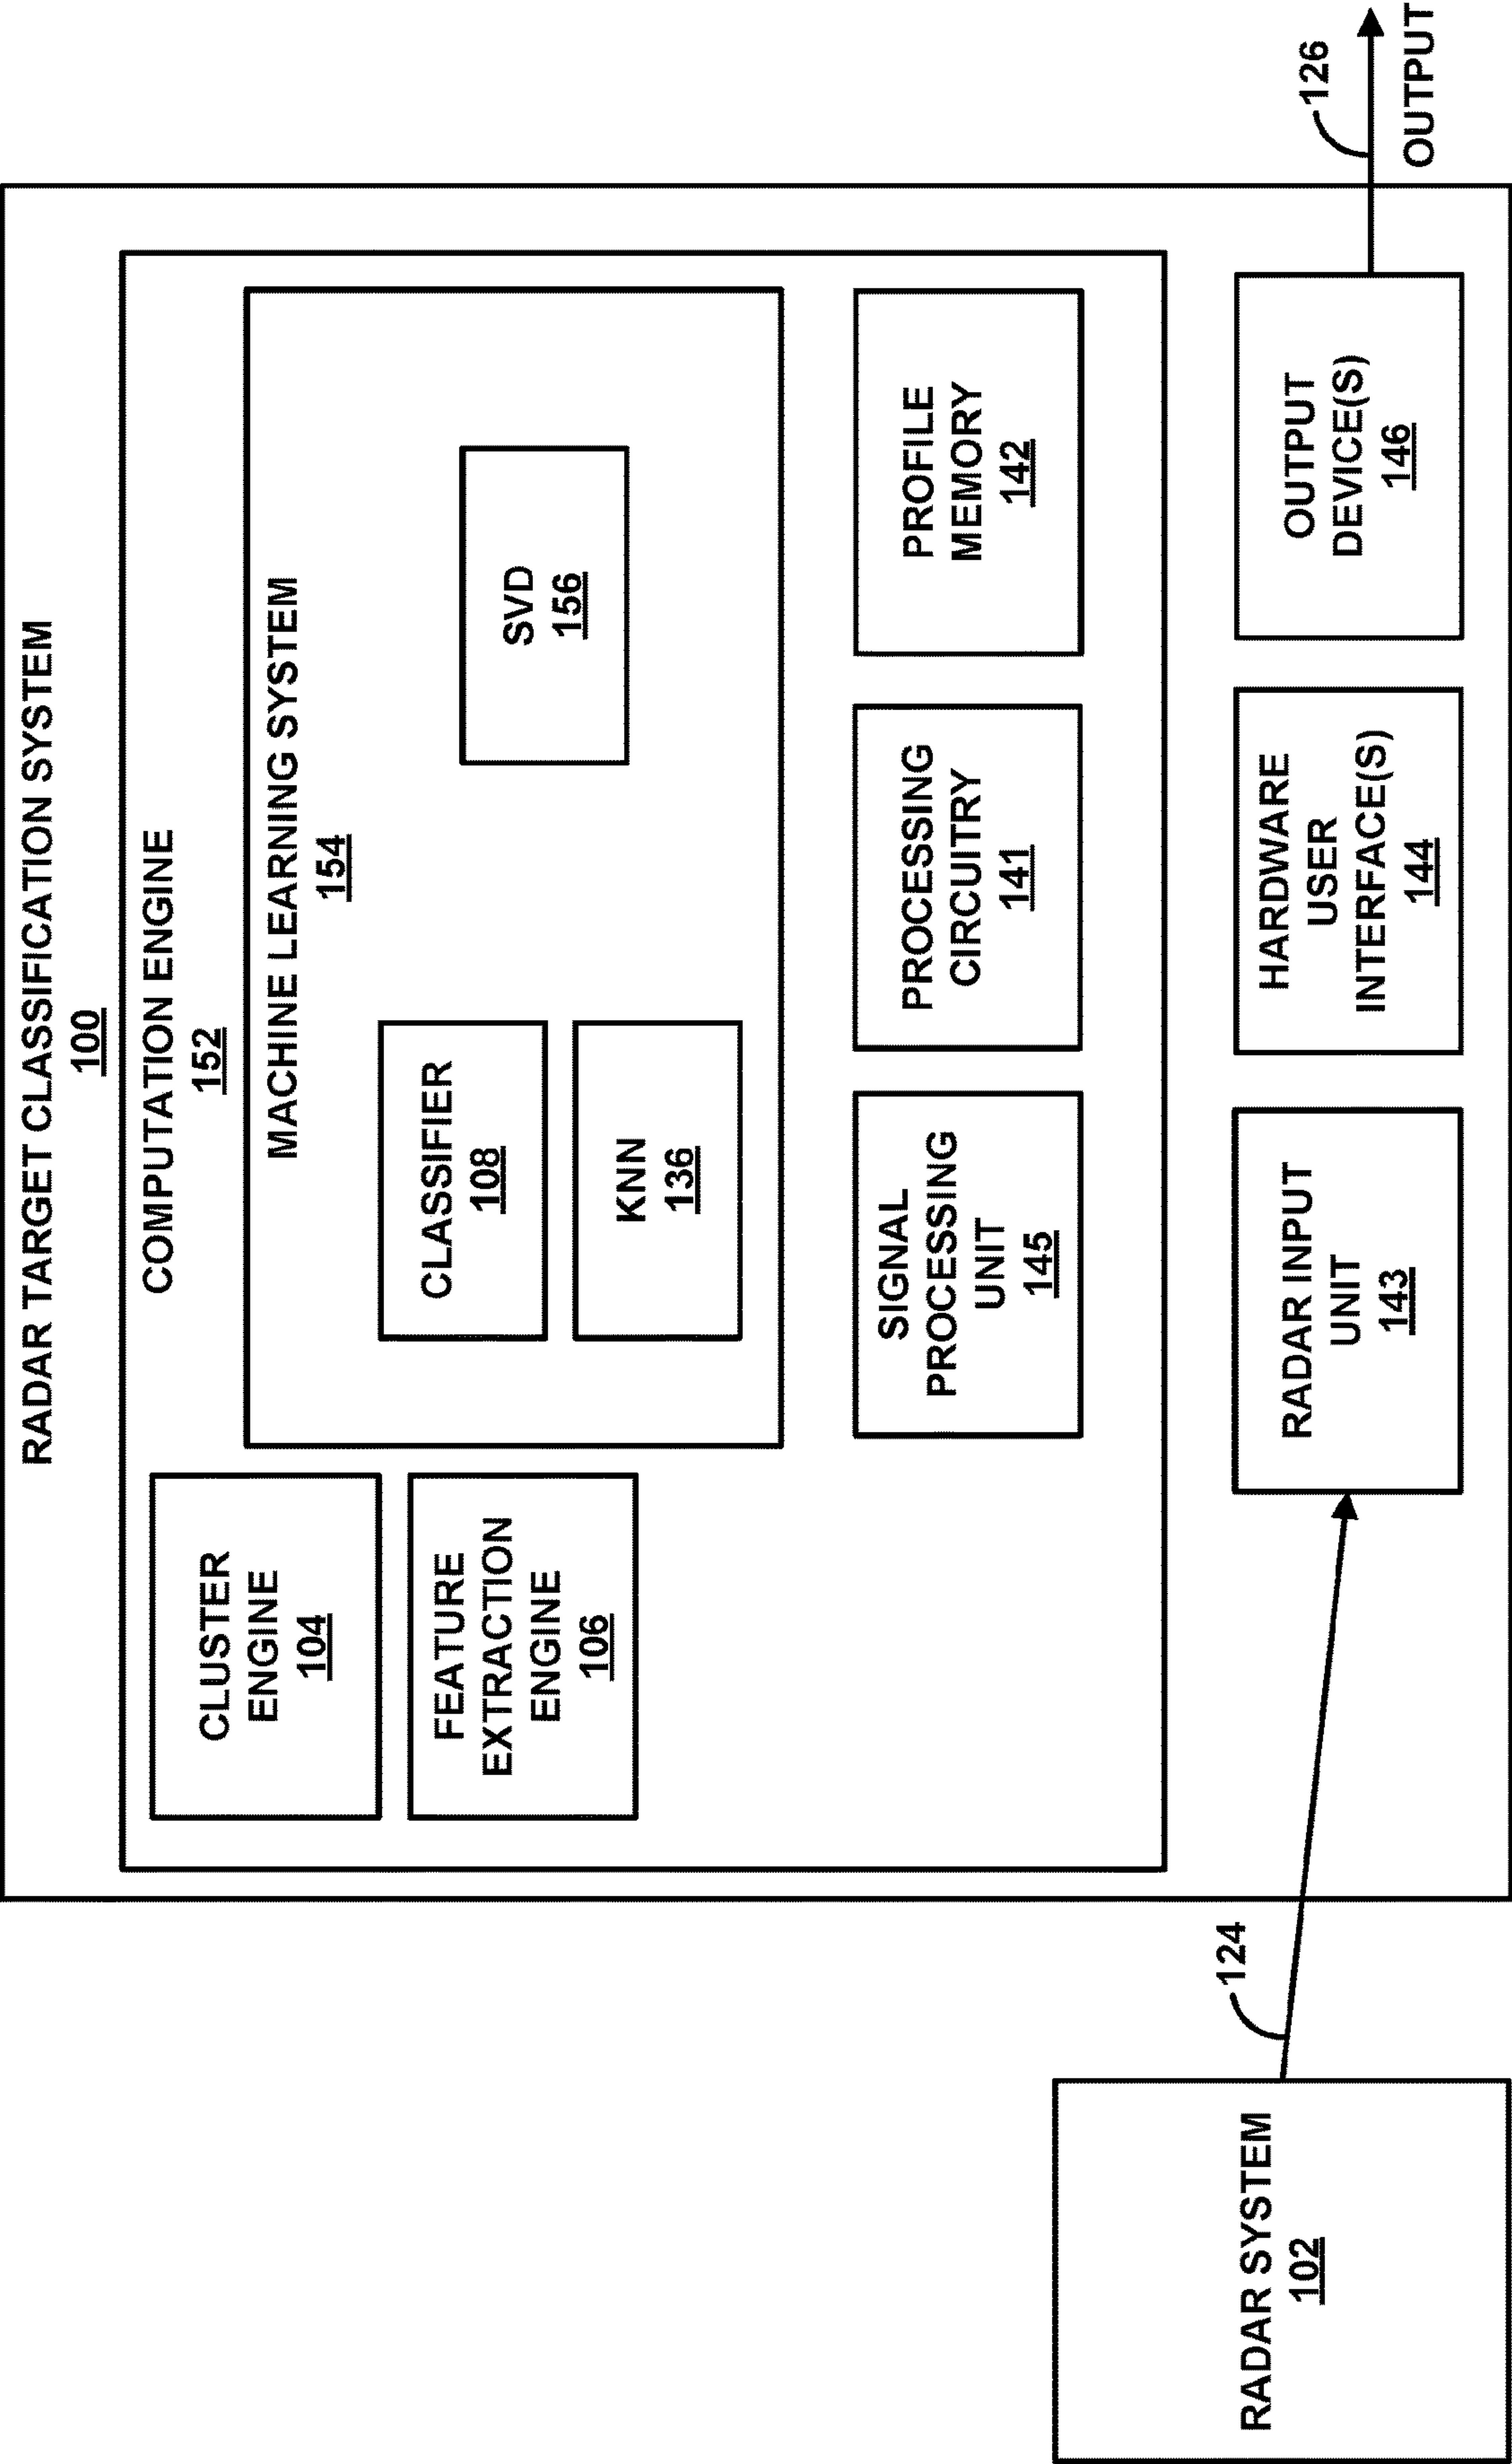 RADAR TARGET CLASSIFICATION SYSTEM
100
COMPUTATION ENGINE
152
CLUSTER
ENGINE
104
FEATURE
EXTRACTION
ENGINE
106
MACHINE LEARNING SYSTEM
154
CLASSIFIER
108
KNN
136
SVD
156
SIGNAL
PROCESSING
UNIT
145
PROCESSING
CIRCUITRY
141
PROFILE
MEMORY
142
RADAR SYSTEM
102
124
RADAR INPUT
UNIT
143
HARDWARE
USER
INTERFACE(S)
144
OUTPUT
DEVICE(S)
146
126
OUTPUT